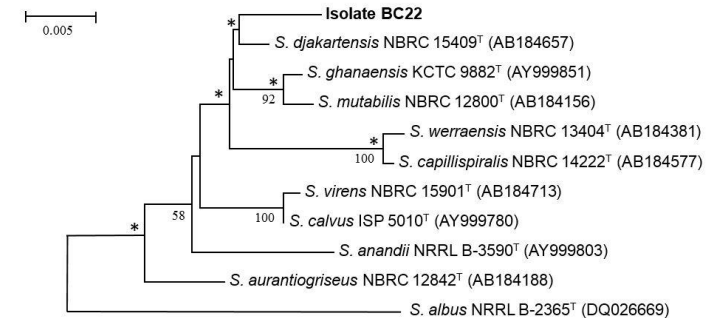 Isolate BC22
0.005
*
S. djakartensis NBRC 15409ᵀ (AB184657)
S. ghanaensis KCTC 9882ᵀ (AY999851)
*
*
92
S. mutabilis NBRC 12800ᵀ (AB184156)
S. werraensis NBRC 13404ᵀ (AB184381)
*
100
S. capillispiralis NBRC 14222ᵀ (AB184577)
S. virens NBRC 15901ᵀ (AB184713)
58
100
S. calvus ISP 5010ᵀ (AY999780)
*
S. anandii NRRL B-3590ᵀ (AY999803)
S. aurantiogriseus NBRC 12842ᵀ (AB184188)
S. albus NRRL B-2365ᵀ (DQ026669)